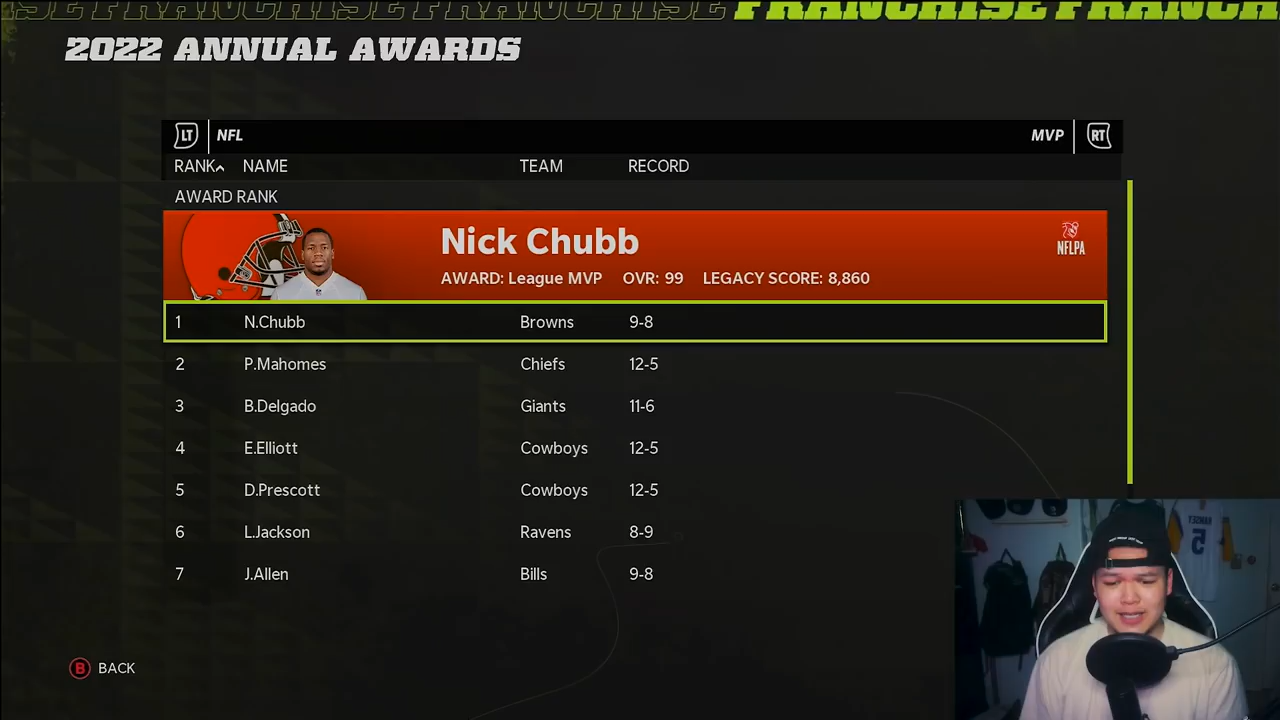 FRANCHISE FRANCHISE FRANCHISE FRANCH
2022 ANNUAL AWARDS
LT NFL MVP RT
RANK NAME TEAM RECORD
AWARD RANK
Nick Chubb
NFLPA
AWARD: League MVP OVR: 99 LEGACY SCORE: 8,860
1 N.Chubb Browns 9-8
2 P.Mahomes Chiefs 12-5
3 B.Delgado Giants 11-6
4 E.Elliott Cowboys 12-5
5 D.Prescott Cowboys 12-5
6 L.Jackson Ravens 8-9
7 J.Allen Bills 9-8
5
B BACK